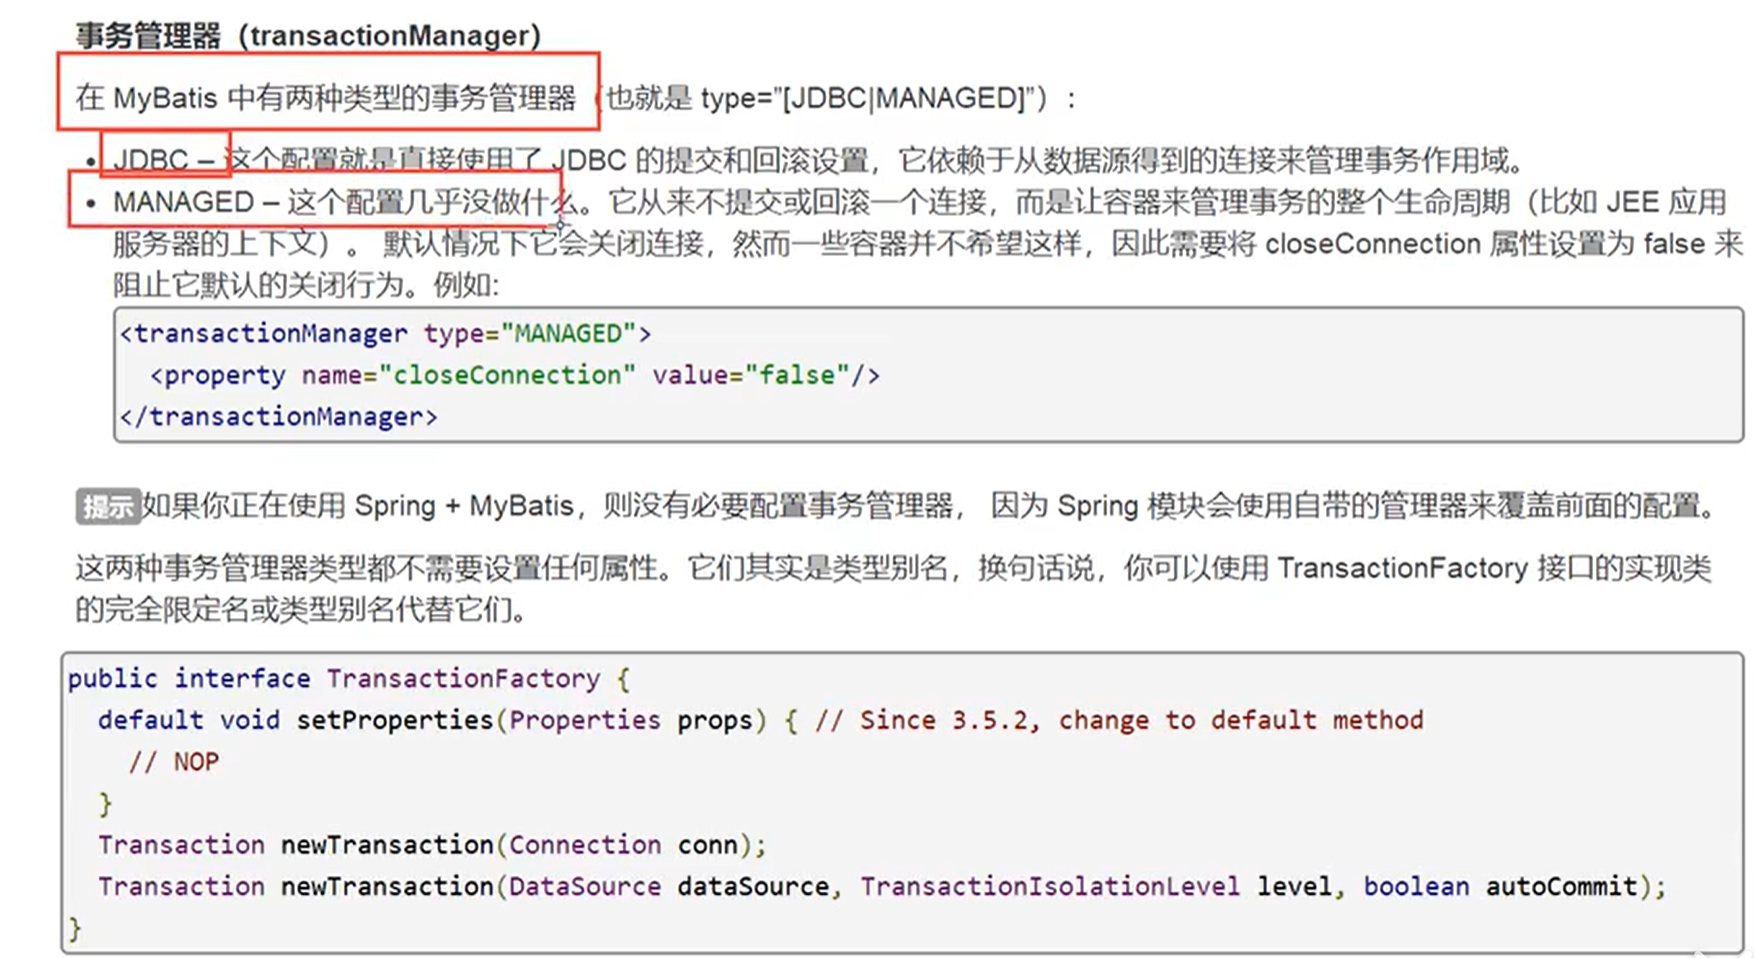 事务管理器（transactionManager）
在 MyBatis 中有两种类型的事务管理器（也就是 type="[JDBC|MANAGED]"）：
• JDBC – 这个配置就是直接使用了 JDBC 的提交和回滚设置，它依赖于从数据源得到的连接来管理事务作用域。
• MANAGED – 这个配置几乎没做什么。它从来不提交或回滚一个连接，而是让容器来管理事务的整个生命周期（比如 JEE 应用
服务器的上下文）。 默认情况下它会关闭连接，然而一些容器并不希望这样，因此需要将 closeConnection 属性设置为 false 来
阻止它默认的关闭行为。例如:
<transactionManager type="MANAGED">
  <property name="closeConnection" value="false"/>
</transactionManager>
提示如果你正在使用 Spring + MyBatis，则没有必要配置事务管理器， 因为 Spring 模块会使用自带的管理器来覆盖前面的配置。
这两种事务管理器类型都不需要设置任何属性。它们其实是类型别名，换句话说，你可以使用 TransactionFactory 接口的实现类
的完全限定名或类型别名代替它们。
public interface TransactionFactory {
  default void setProperties(Properties props) { // Since 3.5.2, change to default method
    // NOP
  }
  Transaction newTransaction(Connection conn);
  Transaction newTransaction(DataSource dataSource, TransactionIsolationLevel level, boolean autoCommit);
}